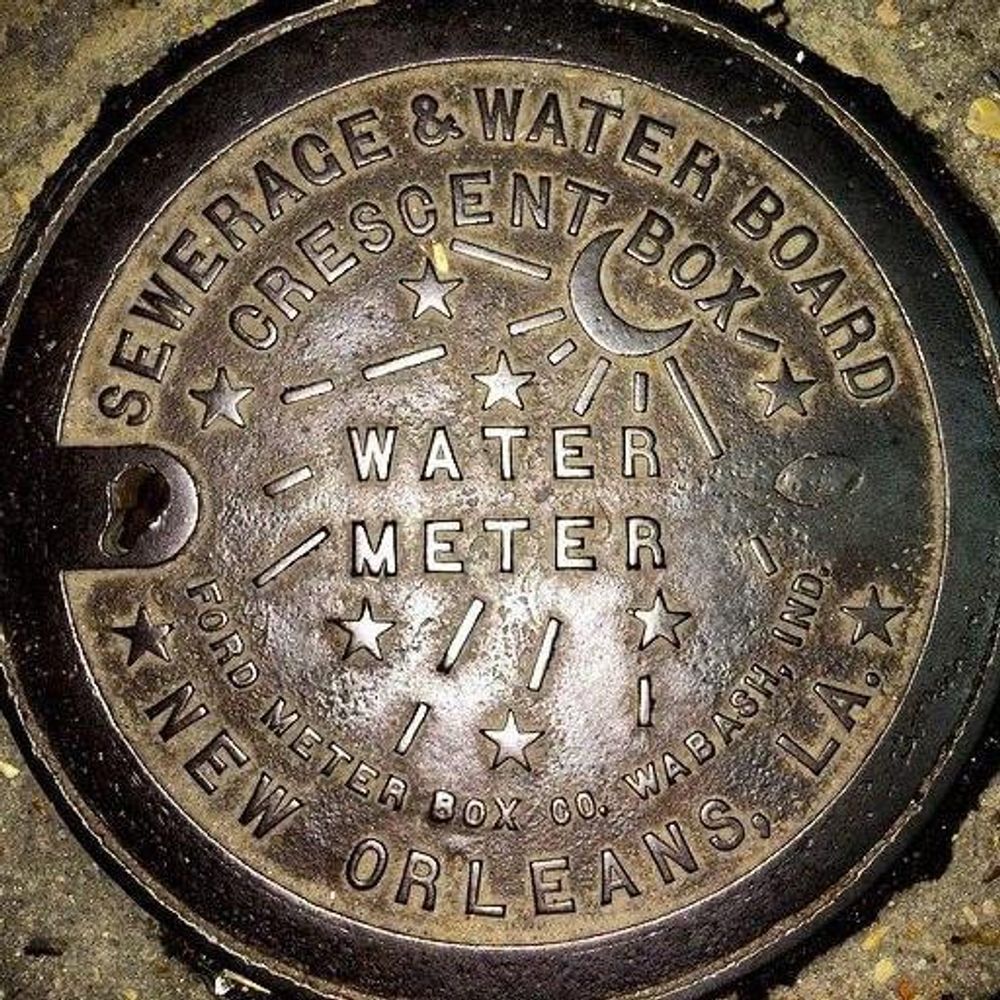 SEWERAGE & WATER BOARD
CRESCENT BOX
WATER
METER
FORD METER BOX CO. WABASH, IND.
NEW ORLEANS, LA.